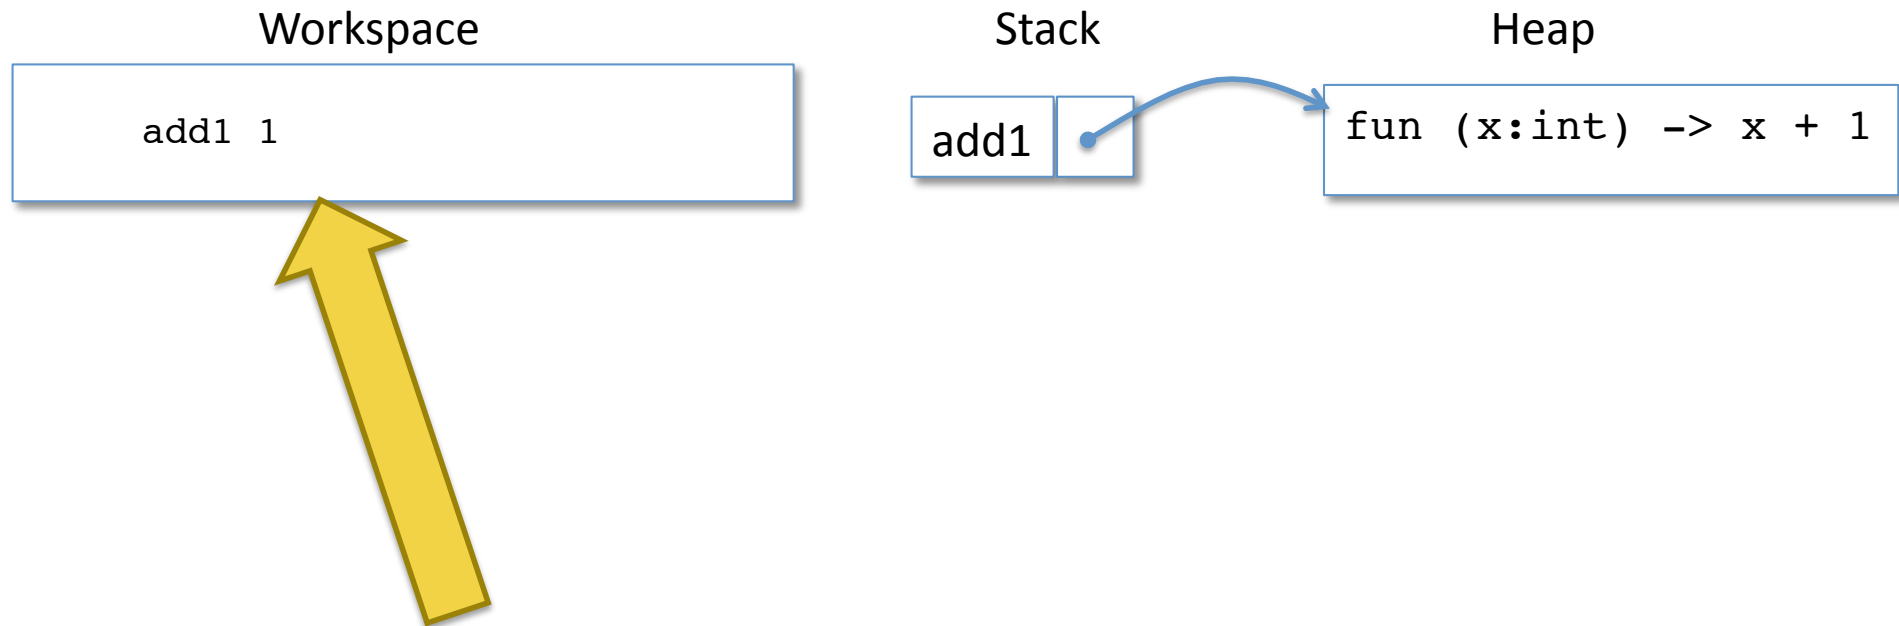 Workspace
Stack
Heap
add1 1
add1
fun (x:int) -> x + 1